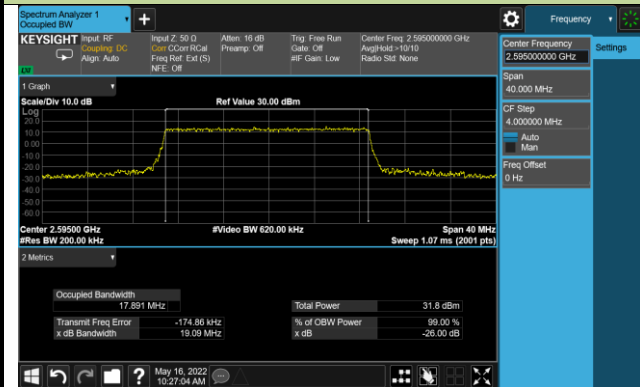 Spectrum Analyzer 1
Occupied BW
+
Frequency
KEYSIGHT
Input: RF
Coupling: DC
Align: Auto
Input Z: 50 Ω
Corr CCorr RCal
Freq Ref: Ext (S)
NFE: Off
Atten: 16 dB
Preamp: Off
Trig: Free Run
Gate: Off
#IF Gain: Low
Center Freq: 2.595000000 GHz
Avg|Hold:>10/10
Radio Std: None
Center Frequency
2.595000000 GHz
Settings
Span
40.000 MHz
CF Step
4.000000 MHz
Auto
Man
Freq Offset
0 Hz
1 Graph
Scale/Div 10.0 dB
Ref Value 30.00 dBm
Log
20.0
10.0
0.00
-10.0
-20.0
-30.0
-40.0
-50.0
-60.0
Center 2.59500 GHz
#Video BW 620.00 kHz
Span 40 MHz
#Res BW 200.00 kHz
Sweep 1.07 ms (2001 pts)
2 Metrics
Occupied Bandwidth
17.891 MHz
Total Power
31.8 dBm
Transmit Freq Error
-174.86 kHz
% of OBW Power
99.00 %
x dB Bandwidth
19.09 MHz
x dB
-26.00 dB
?
May 16, 2022
10:27:04 AM